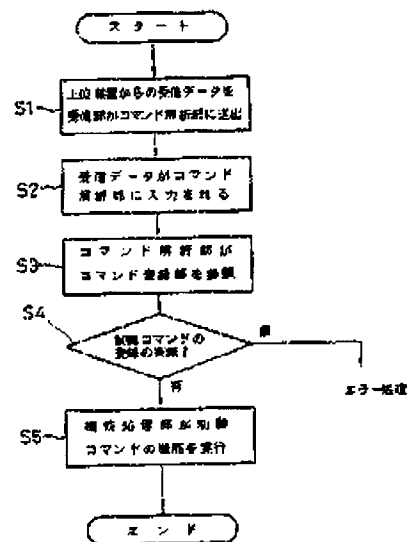 スタート
S1
上位装置からの受信データを
受信部がコマンド解析部に送出
S2
受信データがコマンド
解析部に入力される
S3
コマンド解析部が
コマンド登録部を参照
S4
制御コマンドの
登録の有無?
無
有
エラー処理
S5
機能処理部が制御
コマンドの機能を実行
エンド